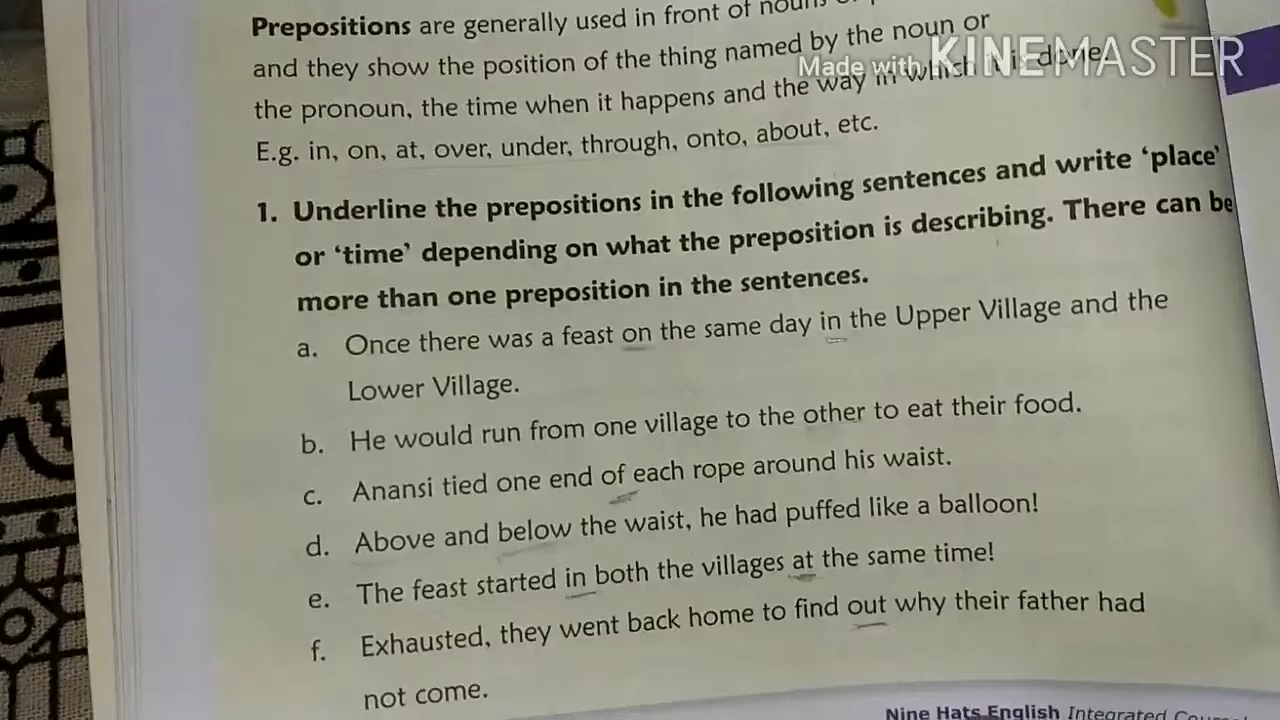 Prepositions are generally used in front of nouns
and they show the position of the thing named by the noun or
Made with KINEMASTER
the pronoun, the time when it happens and the way in which it is done.
E.g. in, on, at, over, under, through, onto, about, etc.
1. Underline the prepositions in the following sentences and write ‘place’
or ‘time’ depending on what the preposition is describing. There can be
more than one preposition in the sentences.
a. Once there was a feast on the same day in the Upper Village and the
Lower Village.
b. He would run from one village to the other to eat their food.
c. Anansi tied one end of each rope around his waist.
d. Above and below the waist, he had puffed like a balloon!
e. The feast started in both the villages at the same time!
f. Exhausted, they went back home to find out why their father had
not come.
Nine Hats English Integrated